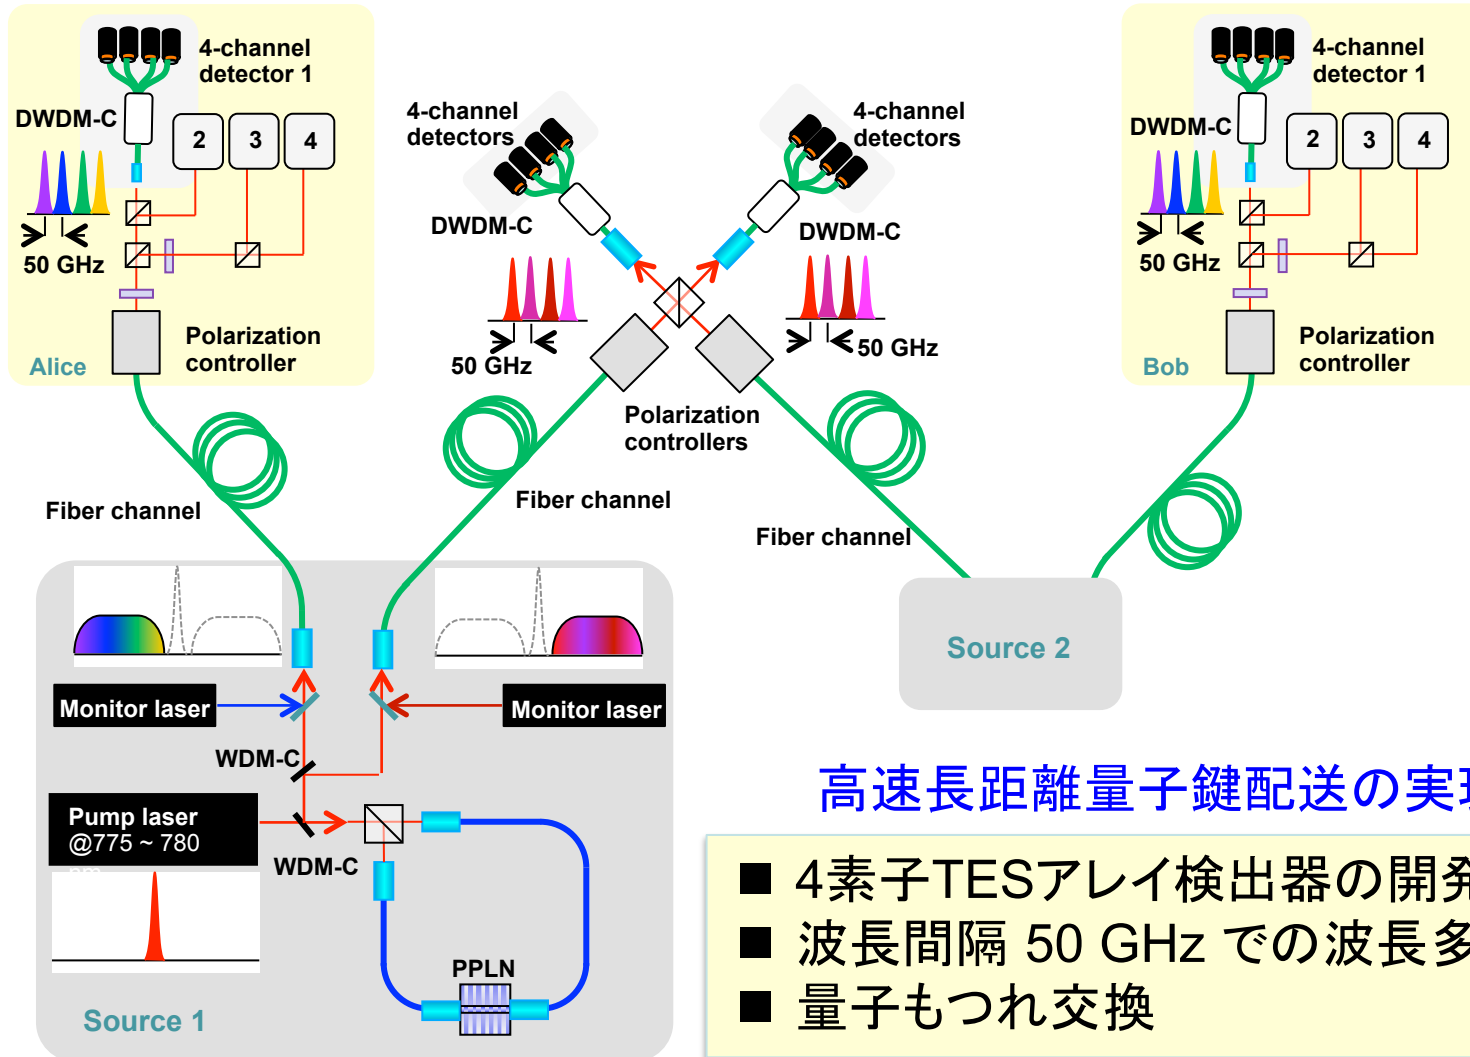 4-channel
detector 1
DWDM-C
2
3
4
50 GHz
Polarization
controller
Alice
4-channel
detectors
DWDM-C
50 GHz
4-channel
detectors
DWDM-C
50 GHz
Polarization
controllers
4-channel
detector 1
DWDM-C
2
3
4
50 GHz
Polarization
controller
Bob
Fiber channel
Fiber channel
Fiber channel
Monitor laser
Monitor laser
WDM-C
Pump laser
@775 ~ 780
nm
WDM-C
PPLN
Source 1
Source 2
高速長距離量子鍵配送の実現
■ 4素子TESアレイ検出器の開発
■ 波長間隔 50 GHz での波長多
■ 量子もつれ交換